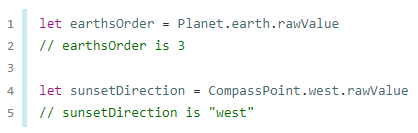 1 let earthsOrder = Planet.earth.rawValue
2 // earthsOrder is 3
3
4 let sunsetDirection = CompassPoint.west.rawValue
5 // sunsetDirection is "west"